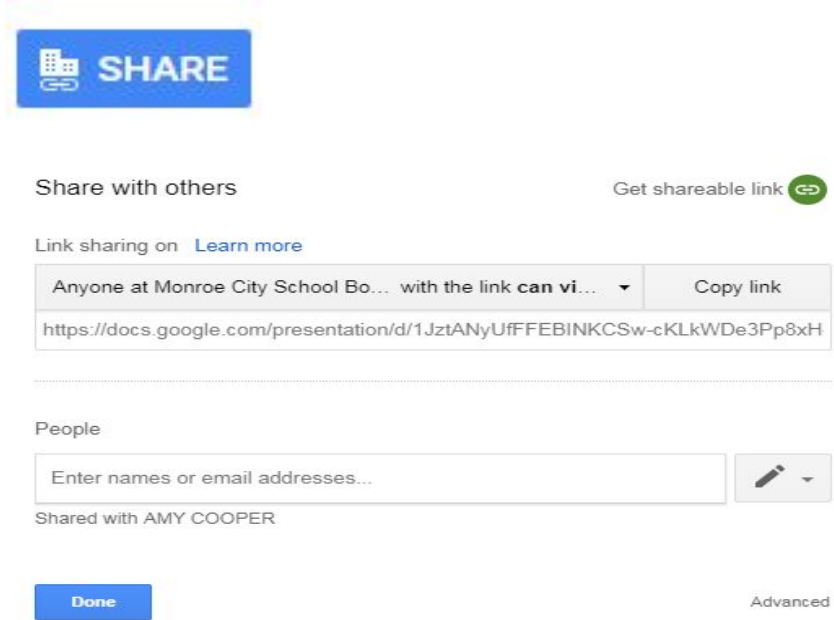 SHARE
Share with others Get shareable link
Link sharing on Learn more
Anyone at Monroe City School Bo... with the link can vi... Copy link
https://docs.google.com/presentation/d/1JztANyUfFFEBINKCSw-cKLkWDe3Pp8xH
People
Enter names or email addresses...
Shared with AMY COOPER
Done Advanced